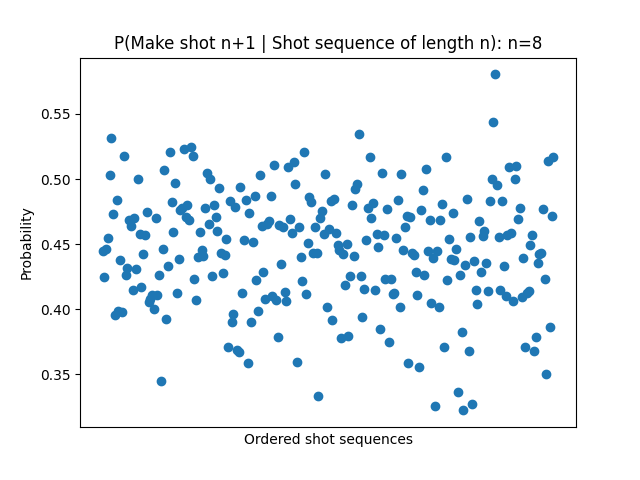 P(Make shot n+1 | Shot sequence of length n): n=8
Probability
0.55
0.50
0.45
0.40
0.35
Ordered shot sequences